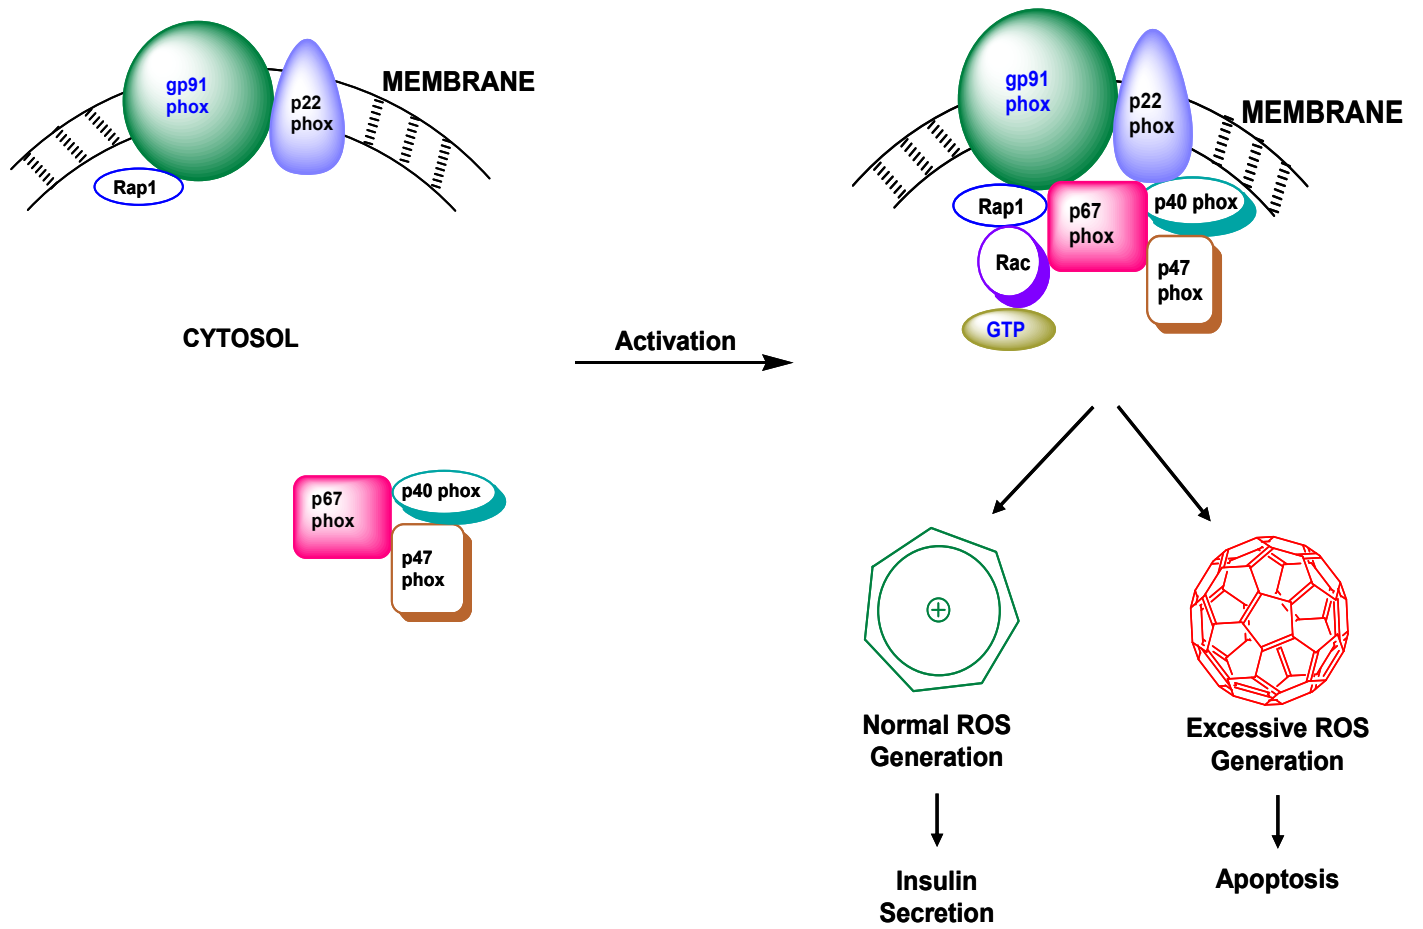 gp91
phox
p22
phox
MEMBRANE
Rap1
CYTOSOL
p67
phox
p40 phox
p47
phox
Activation
gp91
phox
p22
phox
MEMBRANE
Rap1
p67
phox
p40 phox
Rac
p47
phox
GTP
Normal ROS
Generation
Insulin
Secretion
Excessive ROS
Generation
Apoptosis